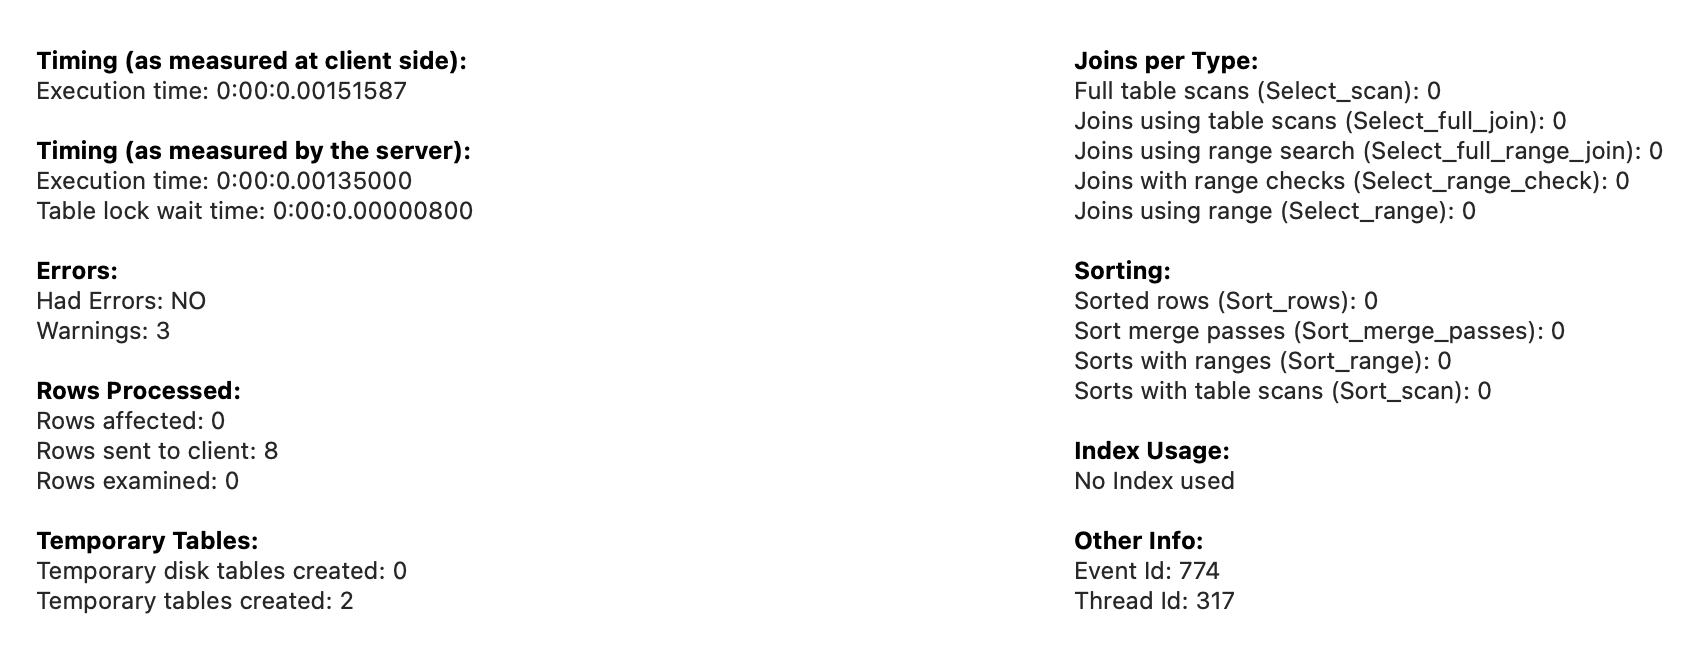 Timing (as measured at client side):
Execution time: 0:00:0.00151587
Timing (as measured by the server):
Execution time: 0:00:0.00135000
Table lock wait time: 0:00:0.00000800
Errors:
Had Errors: NO
Warnings: 3
Rows Processed:
Rows affected: 0
Rows sent to client: 8
Rows examined: 0
Temporary Tables:
Temporary disk tables created: 0
Temporary tables created: 2
Joins per Type:
Full table scans (Select_scan): 0
Joins using table scans (Select_full_join): 0
Joins using range search (Select_full_range_join): 0
Joins with range checks (Select_range_check): 0
Joins using range (Select_range): 0
Sorting:
Sorted rows (Sort_rows): 0
Sort merge passes (Sort_merge_passes): 0
Sorts with ranges (Sort_range): 0
Sorts with table scans (Sort_scan): 0
Index Usage:
No Index used
Other Info:
Event Id: 774
Thread Id: 317